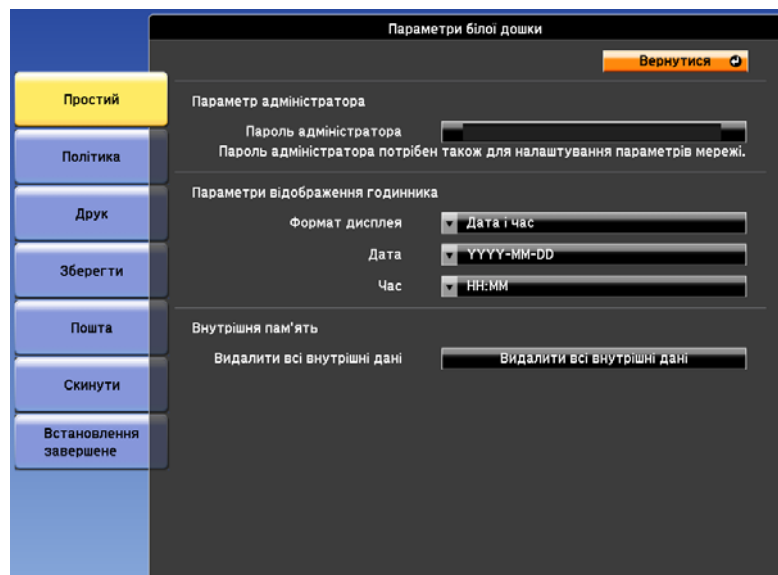 Параметри білої дошки
Вернутися
Простий
Параметр адміністратора
Пароль адміністратора
Пароль адміністратора потрібен також для налаштування параметрів мережі.
Політика
Параметри відображення годинника
Друк
Формат дисплея Дата і час
Дата YYYY-MM-DD
Зберегти
Час HH:MM
Пошта
Внутрішня пам'ять
Видалити всі внутрішні дані Видалити всі внутрішні дані
Скинути
Встановлення
завершене